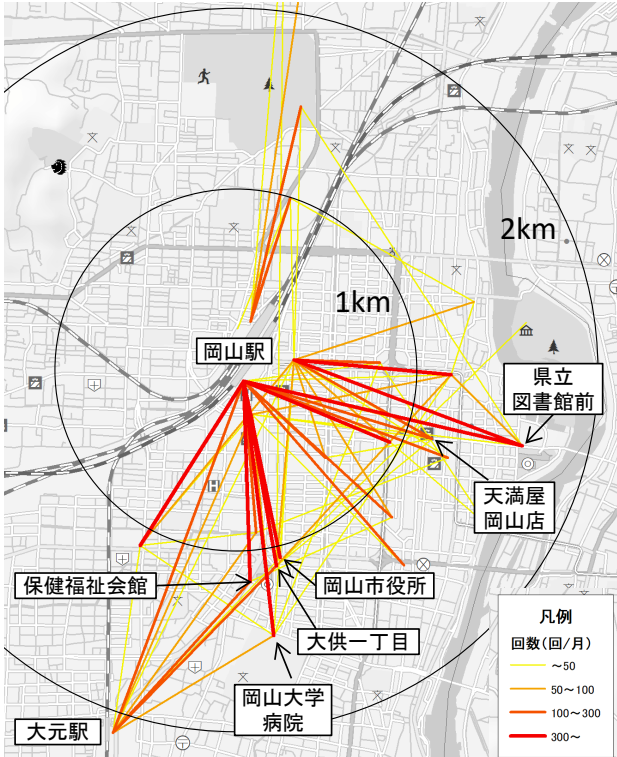 2km
1km
岡山駅
県立
図書館前
天満屋
岡山店
保健福祉会館
岡山市役所
大供一丁目
岡山大学
病院
大元駅
凡例
回数(回/月)
～50
50～100
100～300
300～